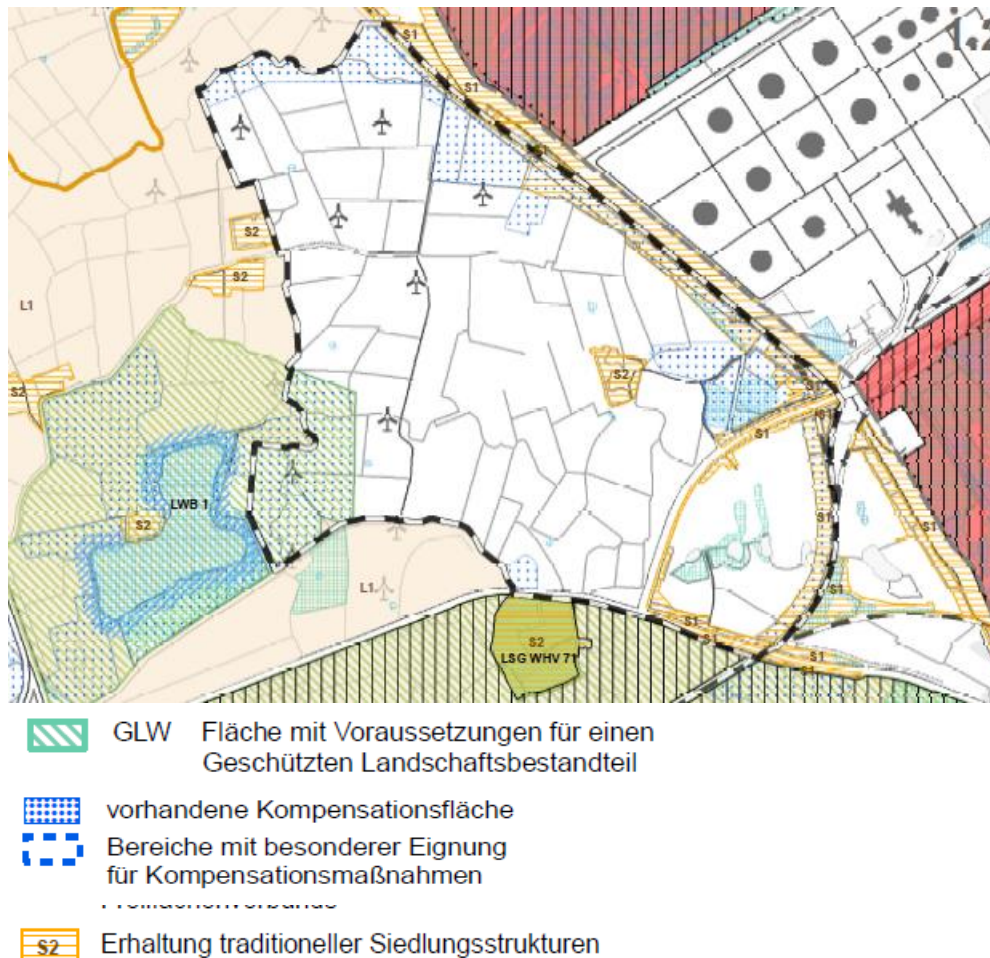 S1
S1
S2
S2
L1
S2
S2
S1
S1
S1
LWB 1
S2
S1
S1
L1
S1
S1
S1
S2
S1
LSG WHV 71
S1
GLW Fläche mit Voraussetzungen für einen
Geschützten Landschaftsbestandteil
vorhandene Kompensationsfläche
Bereiche mit besonderer Eignung
für Kompensationsmaßnahmen
S2 Erhaltung traditioneller Siedlungsstrukturen